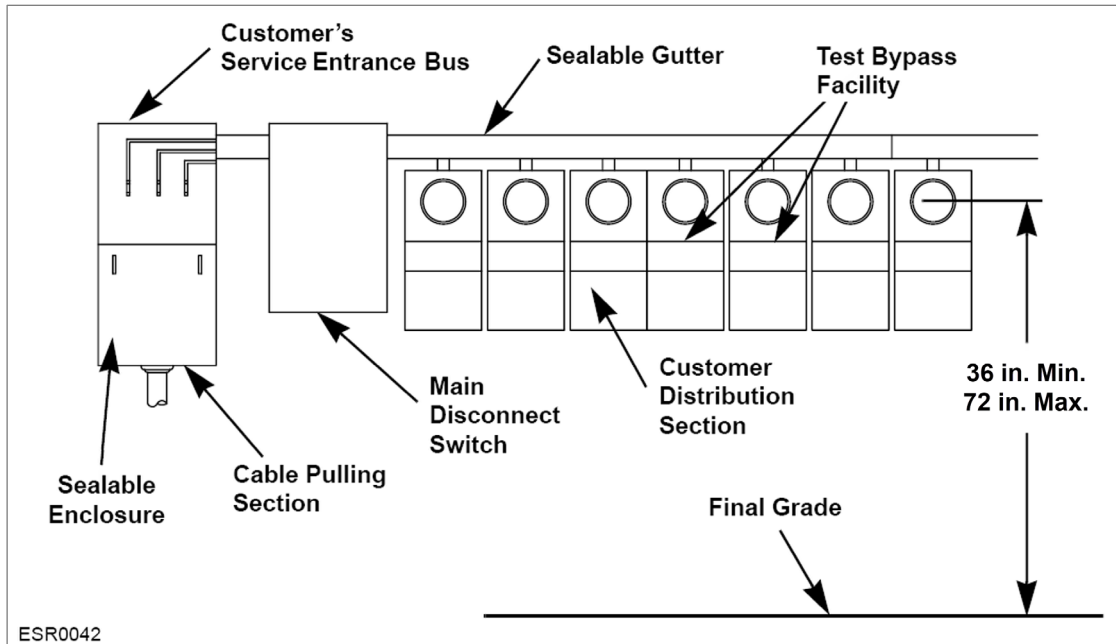 Customer's
Service Entrance Bus
Sealable Gutter
Test Bypass
Facility
Main
Disconnect
Switch
Customer
Distribution
Section
36 in. Min.
72 in. Max.
Sealable
Enclosure
Cable Pulling
Section
Final Grade
ESR0042